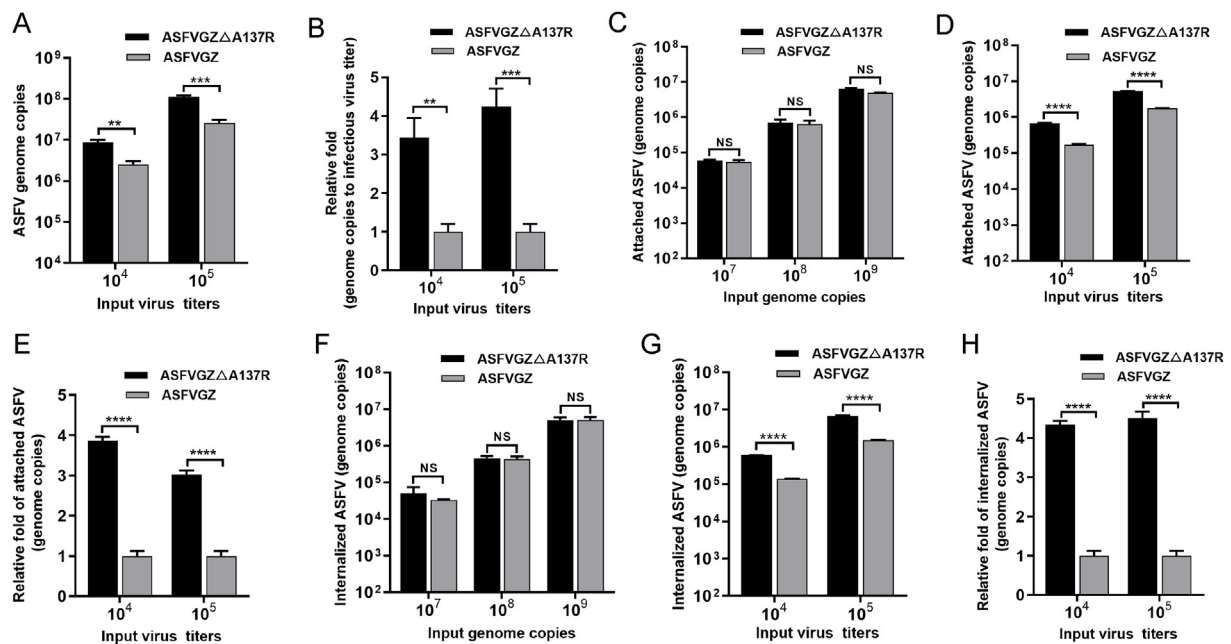 A
ASFVGZ△A137R
ASFVGZ
ASFV genome copies
10⁹
10⁸
10⁷
10⁶
10⁵
10⁴
**
***
10⁴ 10⁵
Input virus titers
B
ASFVGZ△A137R
ASFVGZ
Relative fold
(genome copies to infectious virus titer)
5
4
3
2
1
0
**
***
10⁴ 10⁵
Input virus titers
C
ASFVGZ△A137R
ASFVGZ
Attached ASFV (genome copies)
10⁸
10⁷
10⁶
10⁵
10⁴
10³
10²
NS
NS
NS
10⁷ 10⁸ 10⁹
Input genome copies
D
ASFVGZ△A137R
ASFVGZ
Attached ASFV (genome copies)
10⁸
10⁷
10⁶
10⁵
10⁴
10³
10²
****
****
10⁴ 10⁵
Input virus titers
E
ASFVGZ△A137R
ASFVGZ
Relative fold of attached ASFV
(genome copies)
5
4
3
2
1
0
****
****
10⁴ 10⁵
Input virus titers
F
ASFVGZ△A137R
ASFVGZ
Internalized ASFV (genome copies)
10⁸
10⁷
10⁶
10⁵
10⁴
10³
10²
NS
NS
NS
10⁷ 10⁸ 10⁹
Input genome copies
G
ASFVGZ△A137R
ASFVGZ
Internalized ASFV (genome copies)
10⁸
10⁷
10⁶
10⁵
10⁴
10³
10²
****
****
10⁴ 10⁵
Input virus titers
H
ASFVGZ△A137R
ASFVGZ
Relative fold of internalized ASFV
(genome copies)
5
4
3
2
1
0
****
****
10⁴ 10⁵
Input virus titers